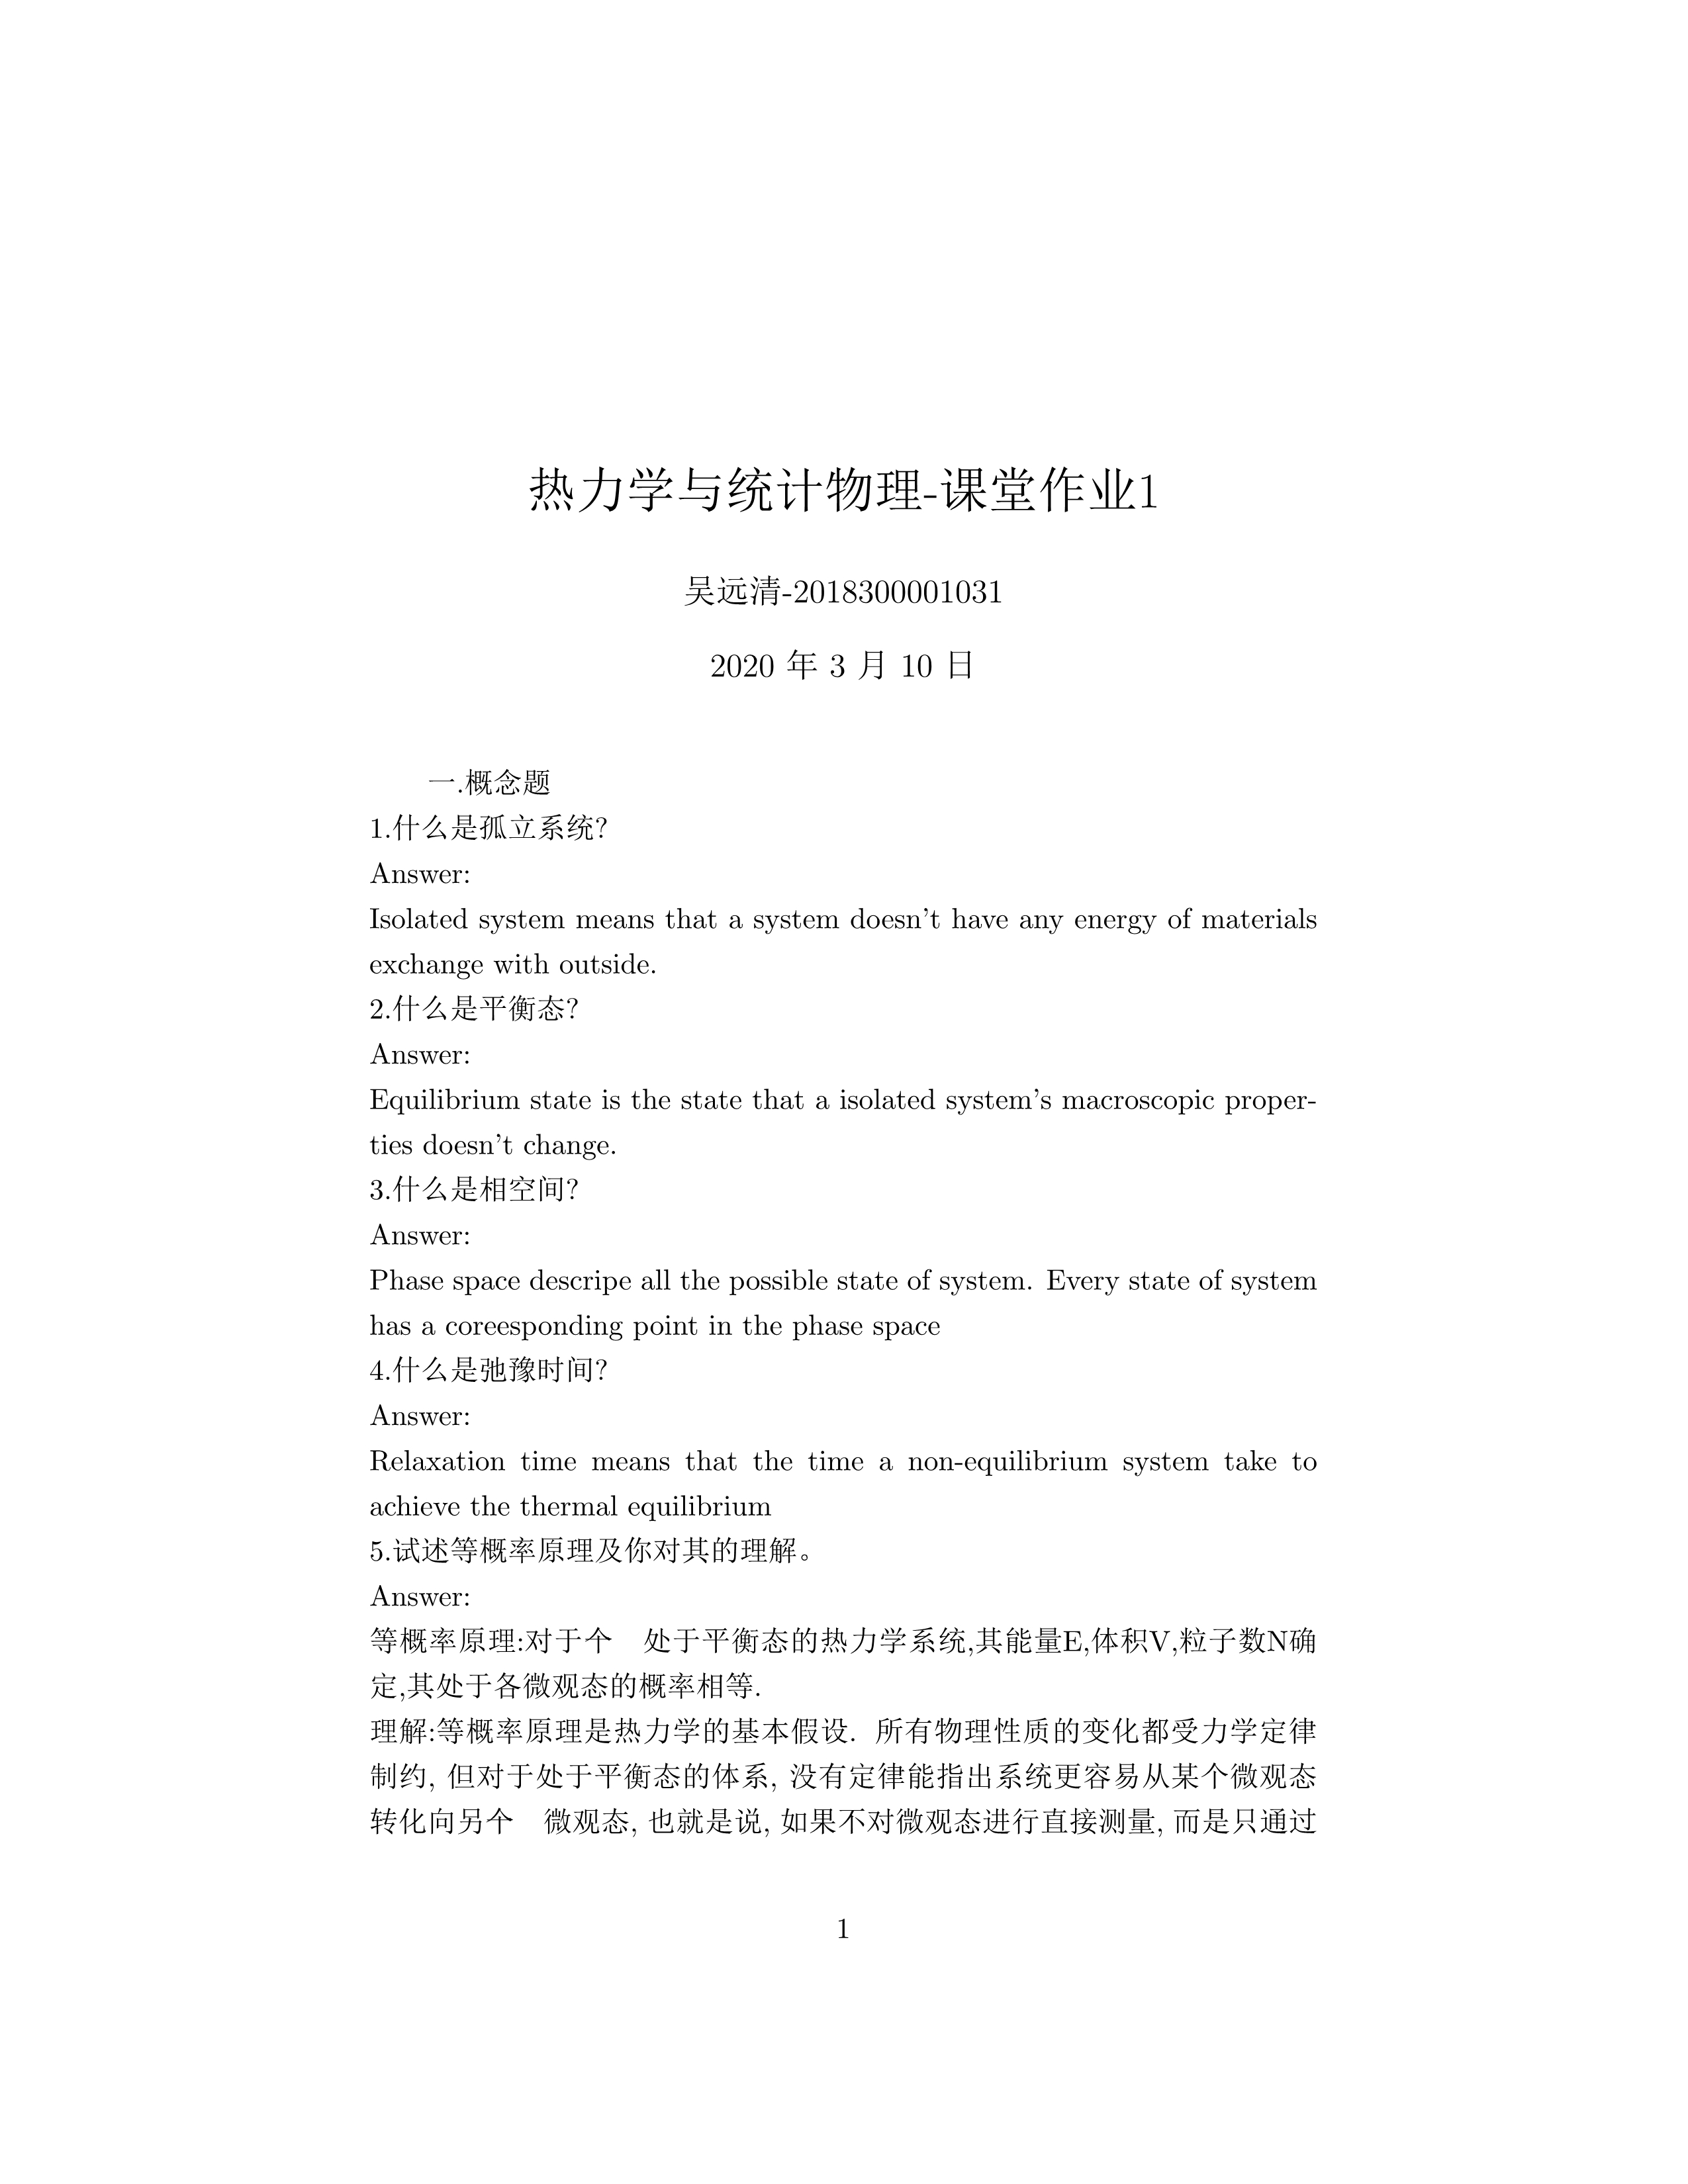 热力学与统计物理-课堂作业1
吴远清-2018300001031
2020 年 3 月 10 日
一.概念题
1.什么是孤立系统?
Answer:
Isolated system means that a system doesn't have any energy of materials
exchange with outside.
2.什么是平衡态?
Answer:
Equilibrium state is the state that a isolated system's macroscopic proper-
ties doesn't change.
3.什么是相空间?
Answer:
Phase space descripe all the possible state of system. Every state of system
has a coreesponding point in the phase space
4.什么是弛豫时间?
Answer:
Relaxation time means that the time a non-equilibrium system take to
achieve the thermal equilibrium
5.试述等概率原理及你对其的理解。
Answer:
等概率原理:对于个　处于平衡态的热力学系统,其能量E,体积V,粒子数N确
定,其处于各微观态的概率相等.
理解:等概率原理是热力学的基本假设. 所有物理性质的变化都受力学定律
制约, 但对于处于平衡态的体系, 没有定律能指出系统更容易从某个微观态
转化向另个　微观态, 也就是说, 如果不对微观态进行直接测量, 而是只通过
1